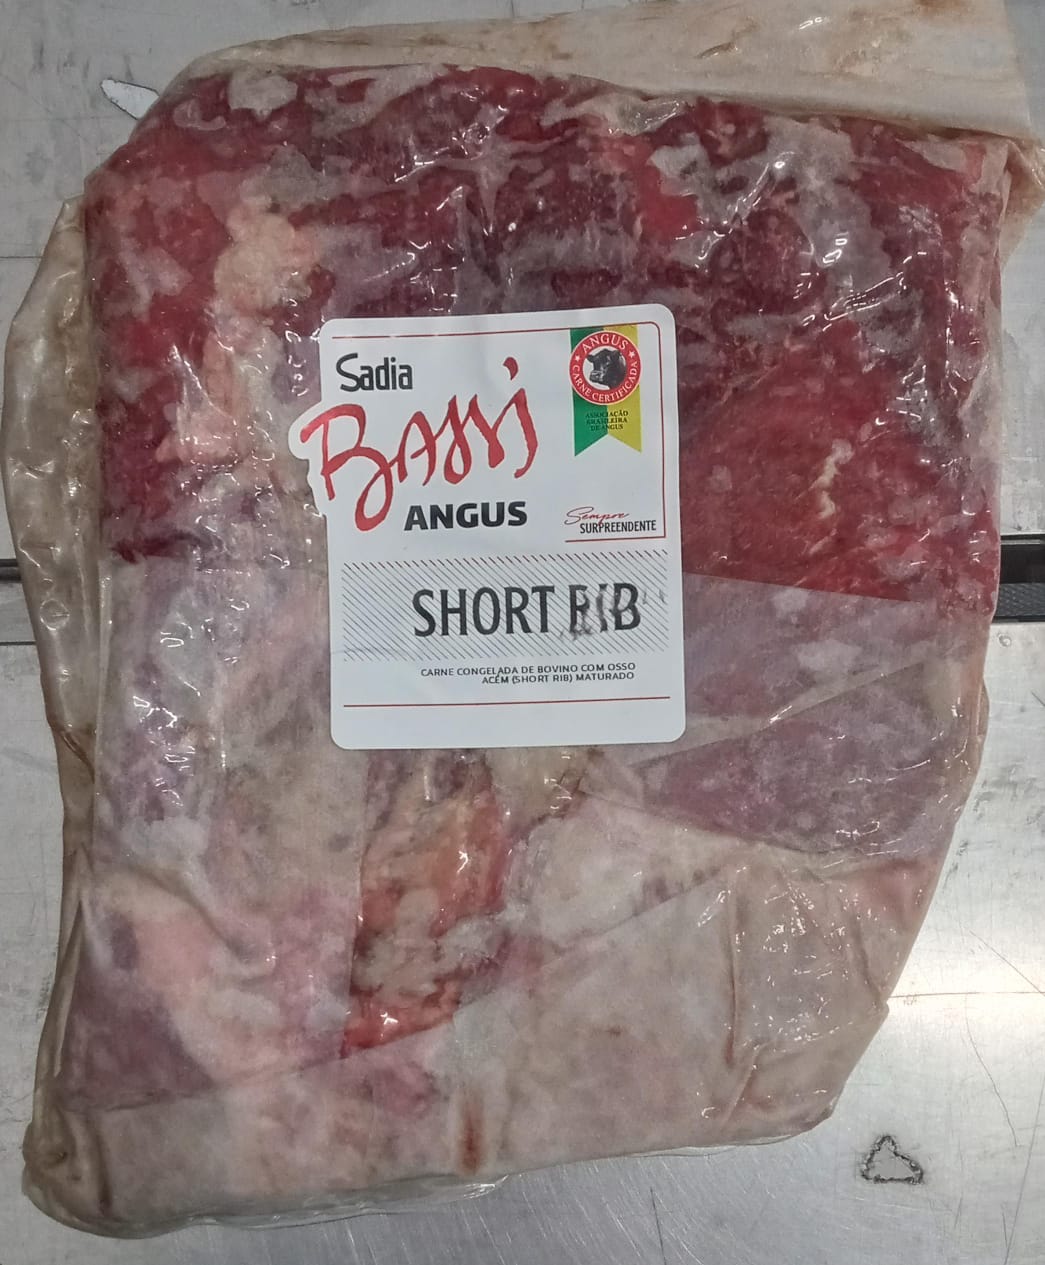 Sadia
BASSI
ANGUS
ANGUS
CARNE CERTIFICADA
ASSOCIAÇÃO
BRASILEIRA
DE ANGUS
Sempre
SURPREENDENTE
SHORT RIB
CARNE CONGELADA DE BOVINO COM OSSO
ACÉM (SHORT RIB) MATURADO